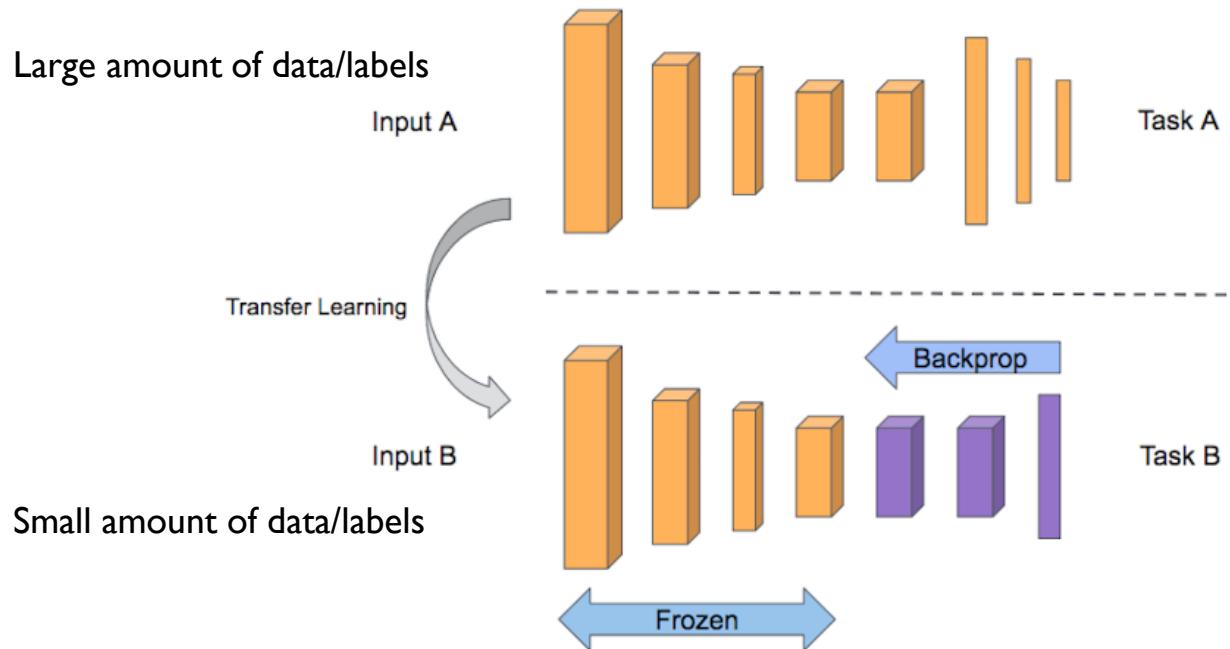 Large amount of data/labels
Input A
Task A
Transfer Learning
Backprop
Input B
Task B
Small amount of data/labels
Frozen